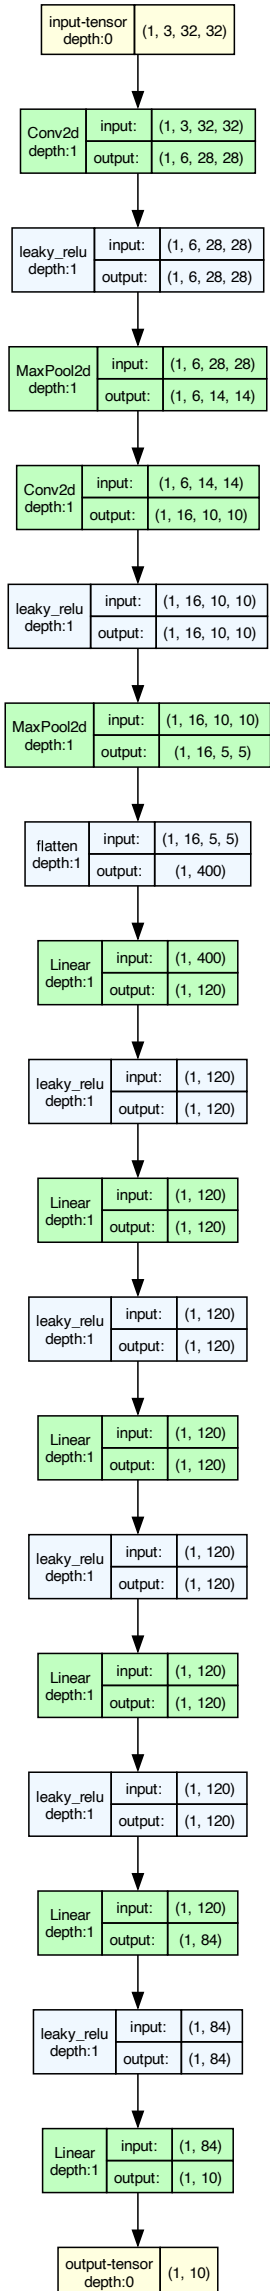 input-tensor
depth:0
(1, 3, 32, 32)
Conv2d
depth:1
input:
(1, 3, 32, 32)
output:
(1, 6, 28, 28)
leaky_relu
depth:1
input:
(1, 6, 28, 28)
output:
(1, 6, 28, 28)
MaxPool2d
depth:1
input:
(1, 6, 28, 28)
output:
(1, 6, 14, 14)
Conv2d
depth:1
input:
(1, 6, 14, 14)
output:
(1, 16, 10, 10)
leaky_relu
depth:1
input:
(1, 16, 10, 10)
output:
(1, 16, 10, 10)
MaxPool2d
depth:1
input:
(1, 16, 10, 10)
output:
(1, 16, 5, 5)
flatten
depth:1
input:
(1, 16, 5, 5)
output:
(1, 400)
Linear
depth:1
input:
(1, 400)
output:
(1, 120)
leaky_relu
depth:1
input:
(1, 120)
output:
(1, 120)
Linear
depth:1
input:
(1, 120)
output:
(1, 120)
leaky_relu
depth:1
input:
(1, 120)
output:
(1, 120)
Linear
depth:1
input:
(1, 120)
output:
(1, 120)
leaky_relu
depth:1
input:
(1, 120)
output:
(1, 120)
Linear
depth:1
input:
(1, 120)
output:
(1, 120)
leaky_relu
depth:1
input:
(1, 120)
output:
(1, 120)
Linear
depth:1
input:
(1, 120)
output:
(1, 84)
leaky_relu
depth:1
input:
(1, 84)
output:
(1, 84)
Linear
depth:1
input:
(1, 84)
output:
(1, 10)
output-tensor
depth:0
(1, 10)